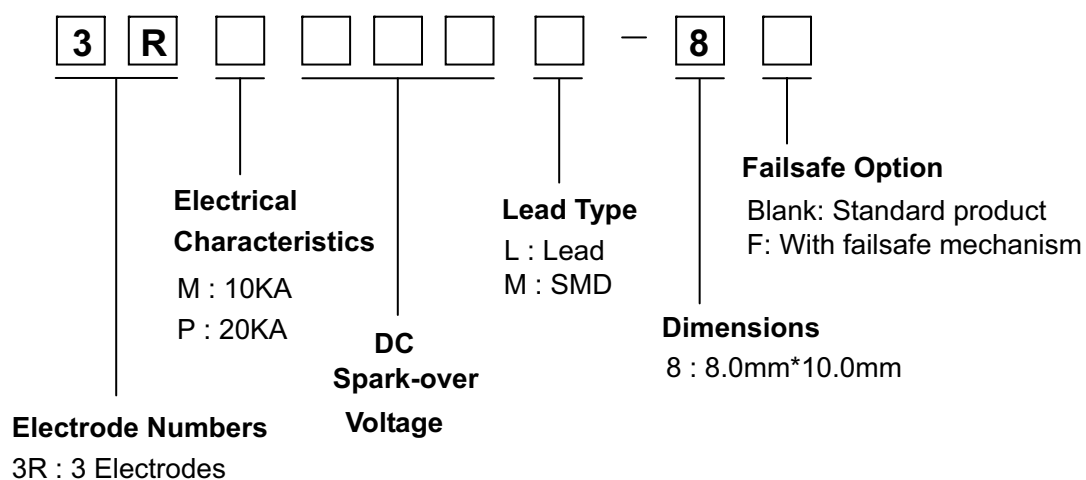 3 R — 8
Failsafe Option
Blank: Standard product
F: With failsafe mechanism
Electrical
Characteristics
M : 10KA
P : 20KA
Lead Type
L : Lead
M : SMD
DC
Spark-over
Voltage
Dimensions
8 : 8.0mm*10.0mm
Electrode Numbers
3R : 3 Electrodes